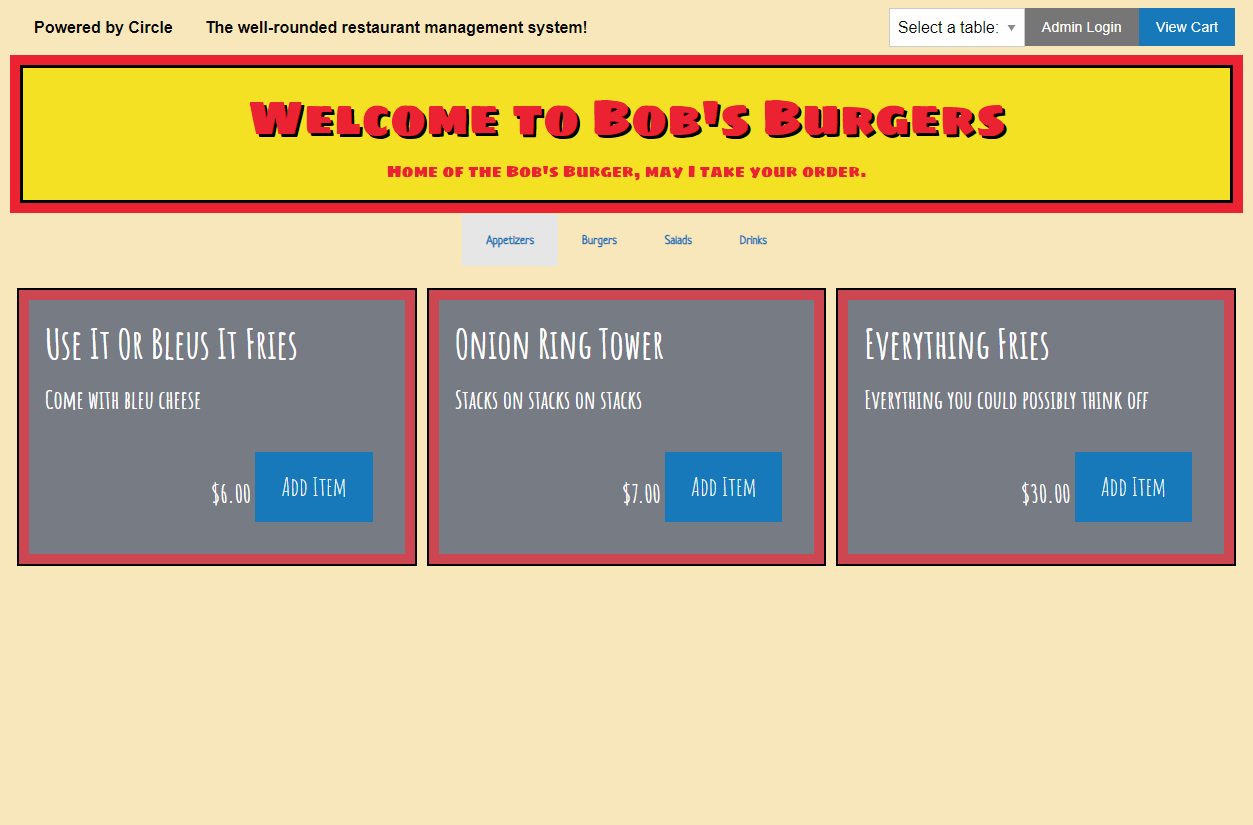 Powered by Circle The well-rounded restaurant management system! Select a table: Admin Login View Cart
Welcome to Bob's Burgers
Home of the Bob's Burger, may I take your order.
Appetizers Burgers Salads Drinks
Use It Or Bleus It Fries
Come with bleu cheese
$6.00 Add Item
Onion Ring Tower
Stacks on stacks on stacks
$7.00 Add Item
Everything Fries
Everything you could possibly think off
$30.00 Add Item